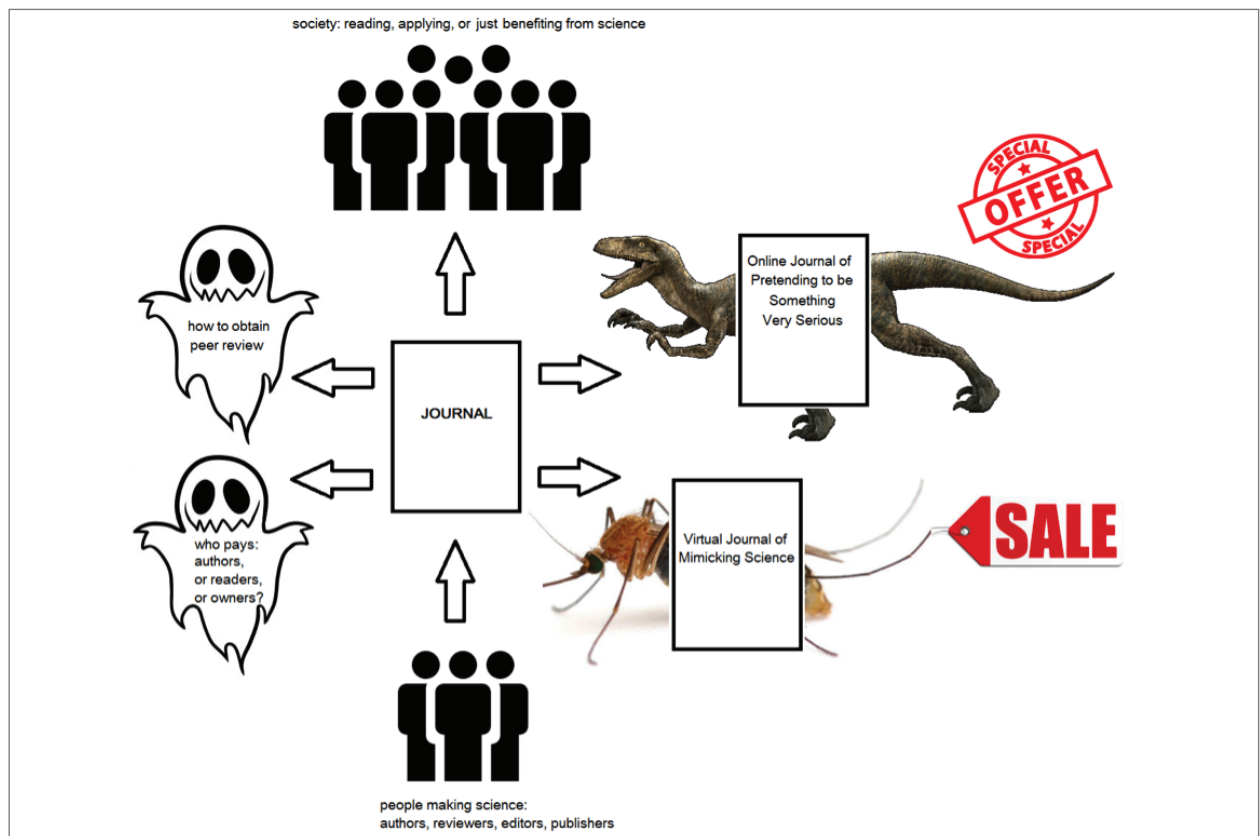 society: reading, applying, or just benefiting from science
SPECIAL
OFFER
SPECIAL
how to obtain
peer review
Online Journal of
Pretending to be
Something
Very Serious
JOURNAL
who pays:
authors,
or readers,
or owners?
Virtual Journal of
Mimicking Science
SALE
people making science:
authors, reviewers, editors, publishers